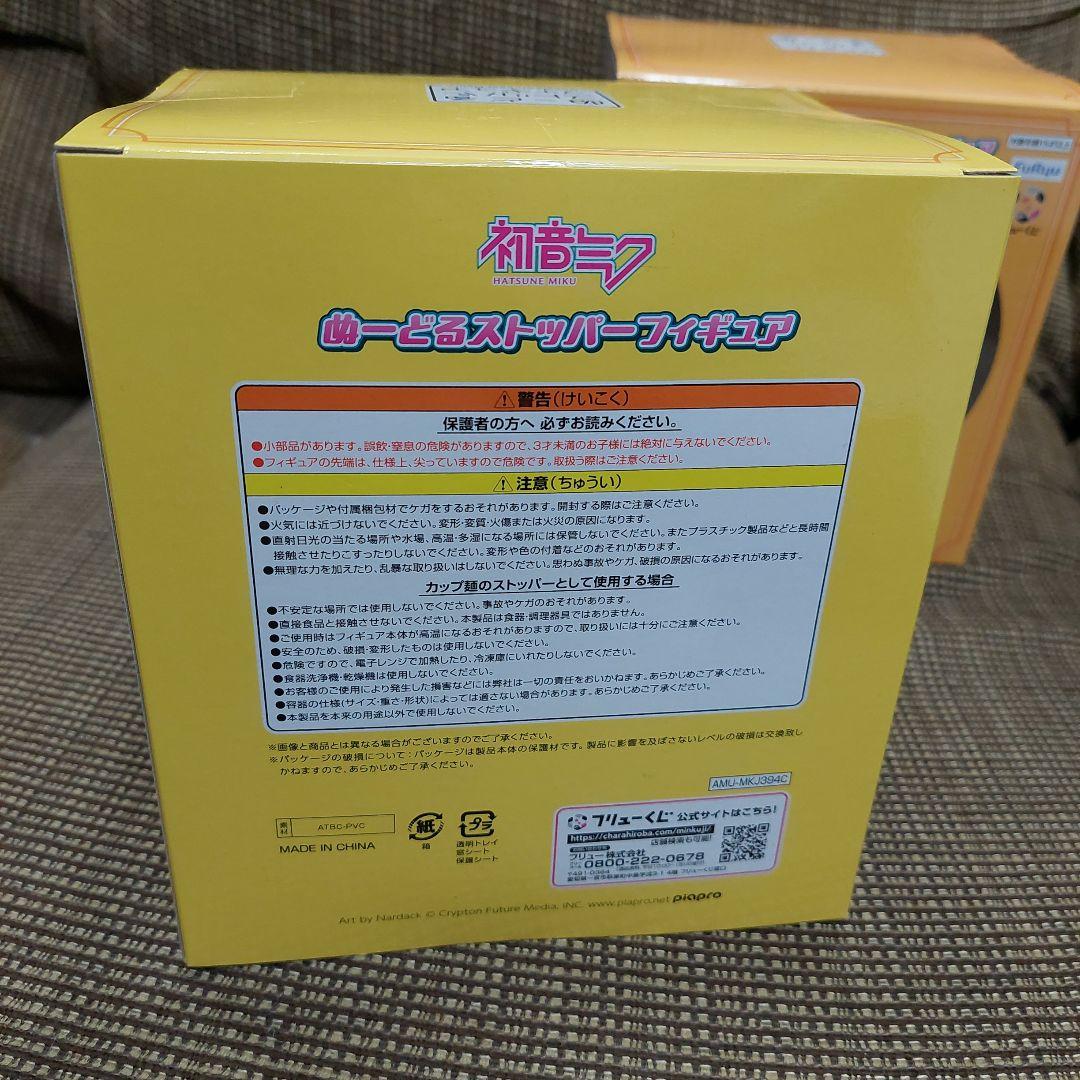 初音ミク
HATSUNE MIKU
ぬーどるストッパーフィギュア
⚠警告(けいこく)
保護者の方へ 必ずお読みください。
●小部品があります。誤飲・窒息の危険がありますので、3才未満のお子様には絶対に与えないでください。
●フィギュアの先端は、仕様上、尖っていますので危険です。取扱う際はご注意ください。
⚠注意(ちゅうい)
●パッケージや付属梱包材でケガをするおそれがあります。開封する際はご注意ください。
●火気には近づけないでください。変形・変質・火傷または火災の原因になります。
●直射日光の当たる場所や水場、高温・多湿になる場所には保管しないでください。またプラスチック製品などと長時間
接触させたりこすったりしないでください。変形や色の付着などのおそれがあります。
●無理な力を加えたり、乱暴な取り扱いはしないでください。思わぬ事故やケガ、破損の原因になるおそれがあります。
カップ麺のストッパーとして使用する場合
●不安定な場所では使用しないでください。事故やケガのおそれがあります。
●直接食品と接触させないでください。本製品は食器・調理器具ではありません。
●ご使用時はフィギュア本体が高温になるおそれがありますので、取り扱いには十分にご注意ください。
●安全のため、破損・変形したものは使用しないでください。
●危険ですので、電子レンジで加熱したり、冷凍庫にいれたりしないでください。
●食器洗浄機・乾燥機は使用しないでください。
●お客様のご使用により発生した損害などには弊社は一切の責任をおいかねます。あらかじめご了承ください。
●容器の仕様(サイズ・重さ・形状)によっては適さない場合があります。あらかじめご了承ください。
●本製品を本来の用途以外で使用しないでください。
※画像と商品とは異なる場合がございますのでご了承ください。
※パッケージの破損について:パッケージは製品本体の保護材です。製品に影響を及ばさないレベルの破損は交換致し
かねますので、あらかじめご了承ください。
AMU-MKJ394C
素材 ATBC-PVC
MADE IN CHINA
紙
箱
プラ
透明トレイ
窓シート
保護シート
フリューくじ 公式サイトはこちら!
https://charahiroba.com/minkuji/
店舗検索も可能!
フリュー株式会社
0800-222-0678
〒491-0364
Art by Nardack © Crypton Future Media, INC. www.piapro.net piapro
FuRyu